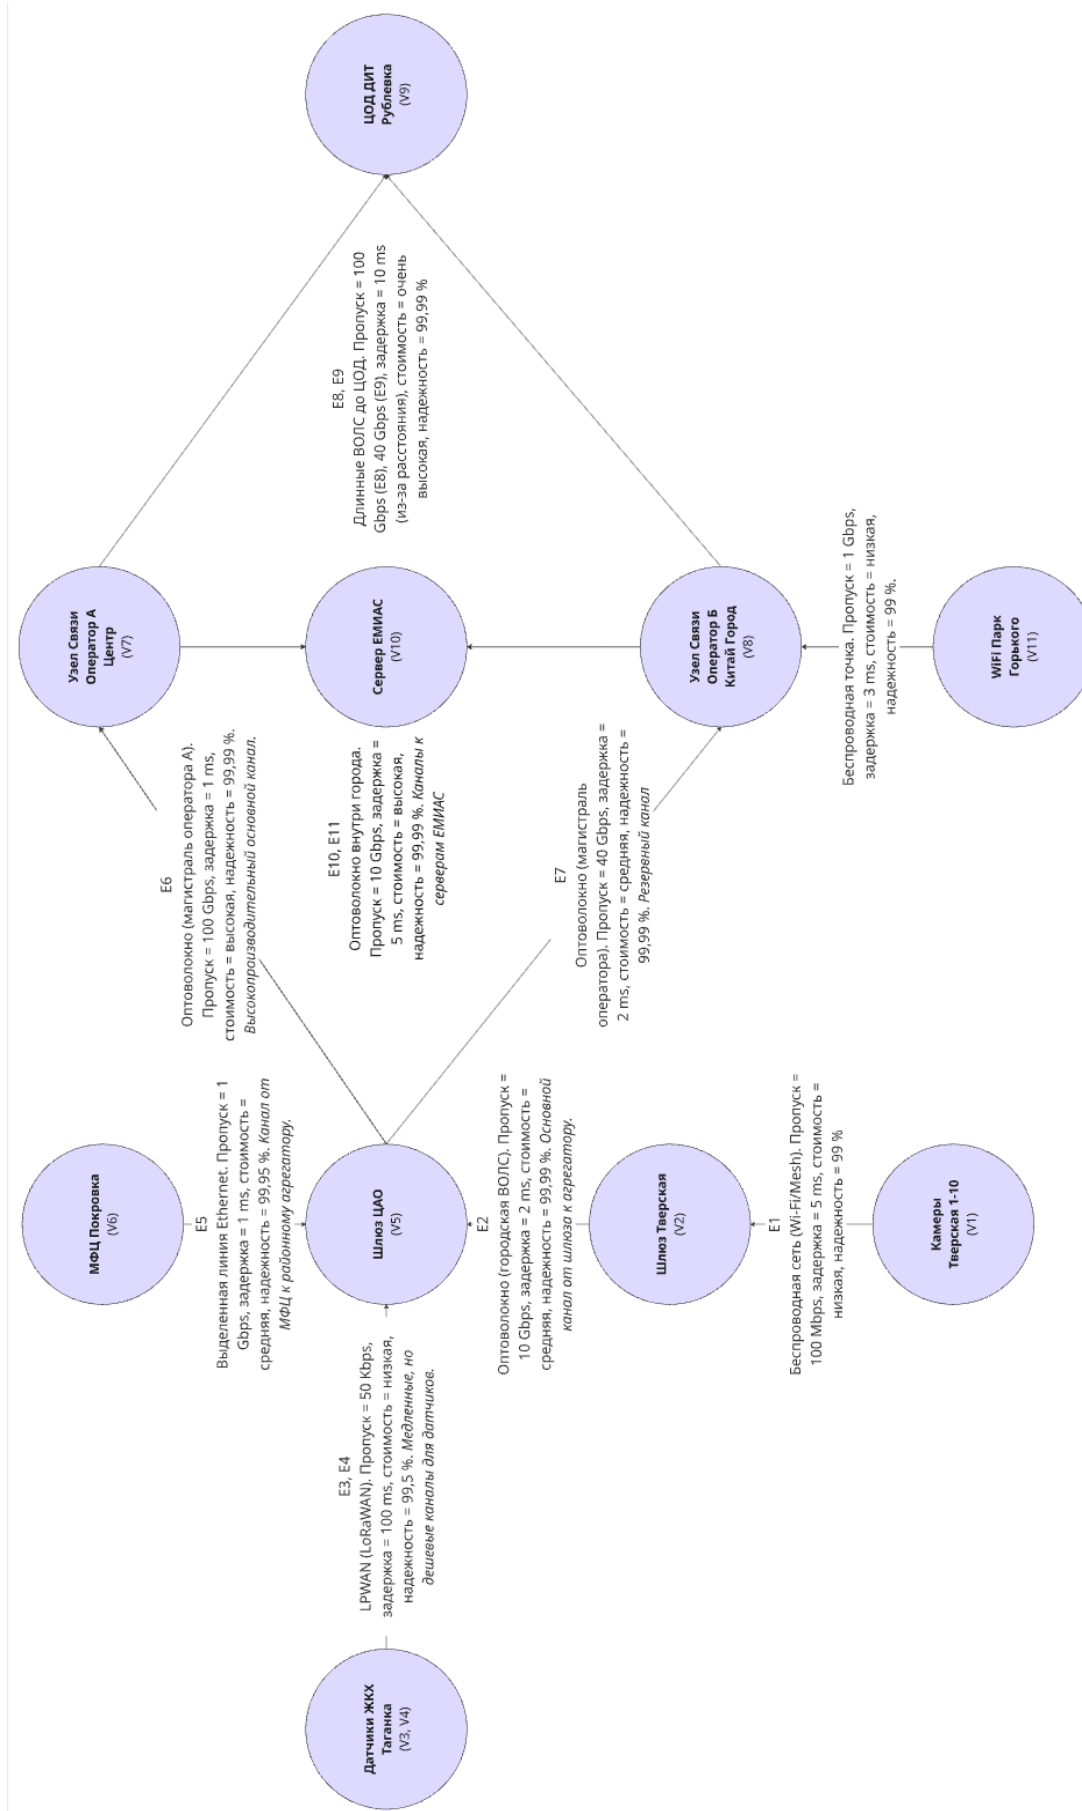 Датчики ЖКХ
Таганка
(V3, V4)
E3, E4
LPWAN (LoRaWAN). Пропуск = 50 Kbps,
задержка = 100 ms, стоимость = низкая,
надежность = 99,5 %. Медленные, но
дешевые каналы для датчиков.
МФЦ Покровка
(V6)
E5
Выделенная линия Ethernet. Пропуск = 1
Gbps, задержка = 1 ms, стоимость =
средняя, надежность = 99,95 %. Канал от
МФЦ к районному агрегатору.
Шлюз ЦАО
(V5)
E2
Оптоволокно (городская ВОЛС). Пропуск =
10 Gbps, задержка = 2 ms, стоимость =
средняя, надежность = 99,99 %. Основной
канал от шлюза к агрегатору.
Шлюз Тверская
(V2)
E1
Беспроводная сеть (Wi-Fi/Mesh). Пропуск =
100 Mbps, задержка = 5 ms, стоимость =
низкая, надежность = 99 %
Камеры
Тверская 1-10
(V1)
E6
Оптоволокно (магистраль оператора А).
Пропуск = 100 Gbps, задержка = 1 ms,
стоимость = высокая, надежность = 99,99 %.
Высокопроизводительный основной канал.
E10, E11
Оптоволокно внутри города.
Пропуск = 10 Gbps, задержка =
5 ms, стоимость = высокая,
надежность = 99,99 %. Каналы к
серверам ЕМИАС
E7
Оптоволокно (магистраль
оператора). Пропуск = 40 Gbps, задержка =
2 ms, стоимость = средняя, надежность =
99,99 %. Резервный канал
Узел Связи
Оператор А
Центр
(V7)
Сервер ЕМИАС
(V10)
Узел Связи
Оператор Б
Китай Город
(V8)
Беспроводная точка. Пропуск = 1 Gbps,
задержка = 3 ms, стоимость = низкая,
надежность = 99 %.
WiFi Парк
Горького
(V11)
E8, E9
Длинные ВОЛС до ЦОД. Пропуск = 100
Gbps (E8), 40 Gbps (E9), задержка = 10 ms
(из-за расстояния), стоимость = очень
высокая, надежность = 99,99 %
ЦОД ДИТ
Рублевка
(V9)